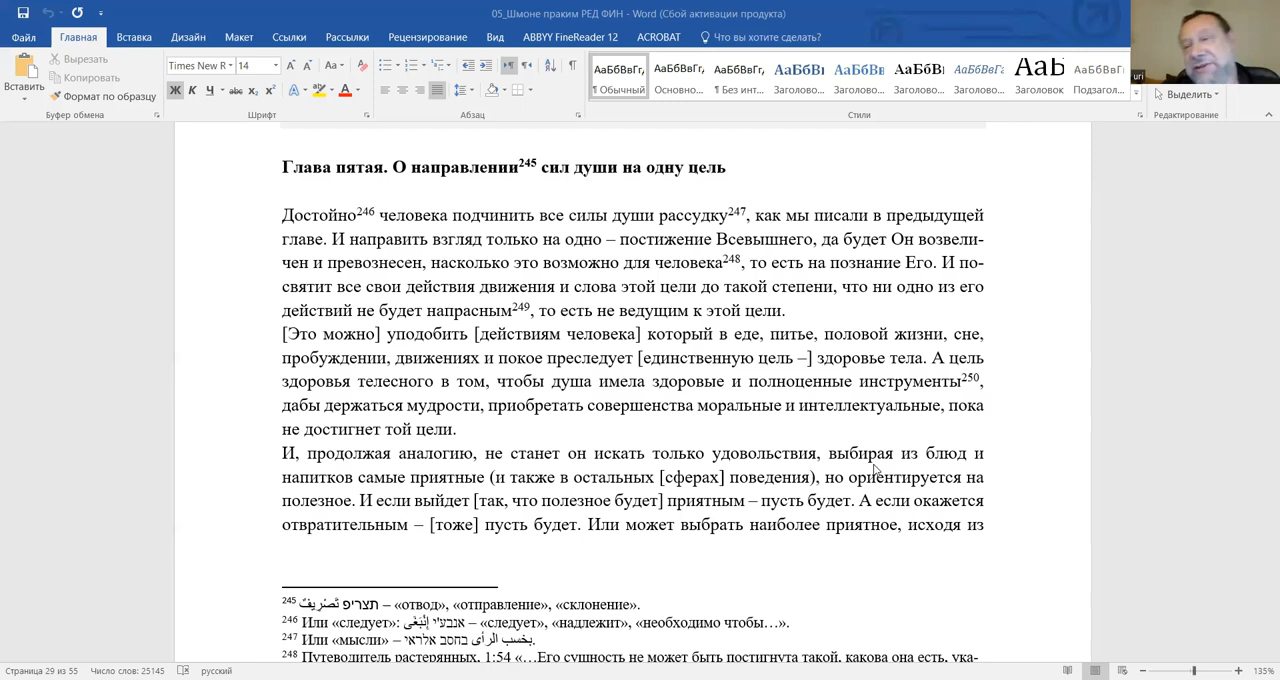 05_Шмоне праким РЕД ФИН - Word (Сбой активации продукта)
Файл Главная Вставка Дизайн Макет Ссылки Рассылки Рецензирование Вид ABBYY FineReader 12 ACROBAT Что вы хотите сделать?
Вставить
Вырезать
Копировать
Формат по образцу
Буфер обмена
Times New R 14
Ж К Ч abc x₂ x²
Шрифт
Абзац
АаБбВвГг, АаБбВвГг, АаБбВвГг, АаБбВı АаБбВв АаБбВı АаБбВвГг АаБ АаБбВвГг
¶ Обычный Основно... ¶ Без инт... Заголово... Заголово... Заголово... Заголово... Заголовок Подзагол...
Стили
uri
Выделить
Редактирование
Глава пятая. О направлении245 сил души на одну цель
Достойно246 человека подчинить все силы души рассудку247, как мы писали в предыдущей
главе. И направить взгляд только на одно – постижение Всевышнего, да будет Он возвели-
чен и превознесен, насколько это возможно для человека248, то есть на познание Его. И по-
святит все свои действия движения и слова этой цели до такой степени, что ни одно из его
действий не будет напрасным249, то есть не ведущим к этой цели.
[Это можно] уподобить [действиям человека] который в еде, питье, половой жизни, сне,
пробуждении, движениях и покое преследует [единственную цель –] здоровье тела. А цель
здоровья телесного в том, чтобы душа имела здоровые и полноценные инструменты250,
дабы держаться мудрости, приобретать совершенства моральные и интеллектуальные, пока
не достигнет той цели.
И, продолжая аналогию, не станет он искать только удовольствия, выбирая из блюд и
напитков самые приятные (и также в остальных [сферах] поведения), но ориентируется на
полезное. И если выйдет [так, что полезное будет] приятным – пусть будет. А если окажется
отвратительным – [тоже] пусть будет. Или может выбрать наиболее приятное, исходя из
245 תצריפ تَصْرِيفٌ – «отвод», «отправление», «склонение».
246 Или «следует»: אנבע'י إِنْبَغَى – «следует», «надлежит», «необходимо чтобы…».
247 Или «мысли» – בחסב אלראי بِحَسَبِ الرأى.
248 Путеводитель растерянных, 1:54 «…Его сущность не может быть постигнута такой, какова она есть, ука-
Страница 29 из 55 Число слов: 25145 русский 135%